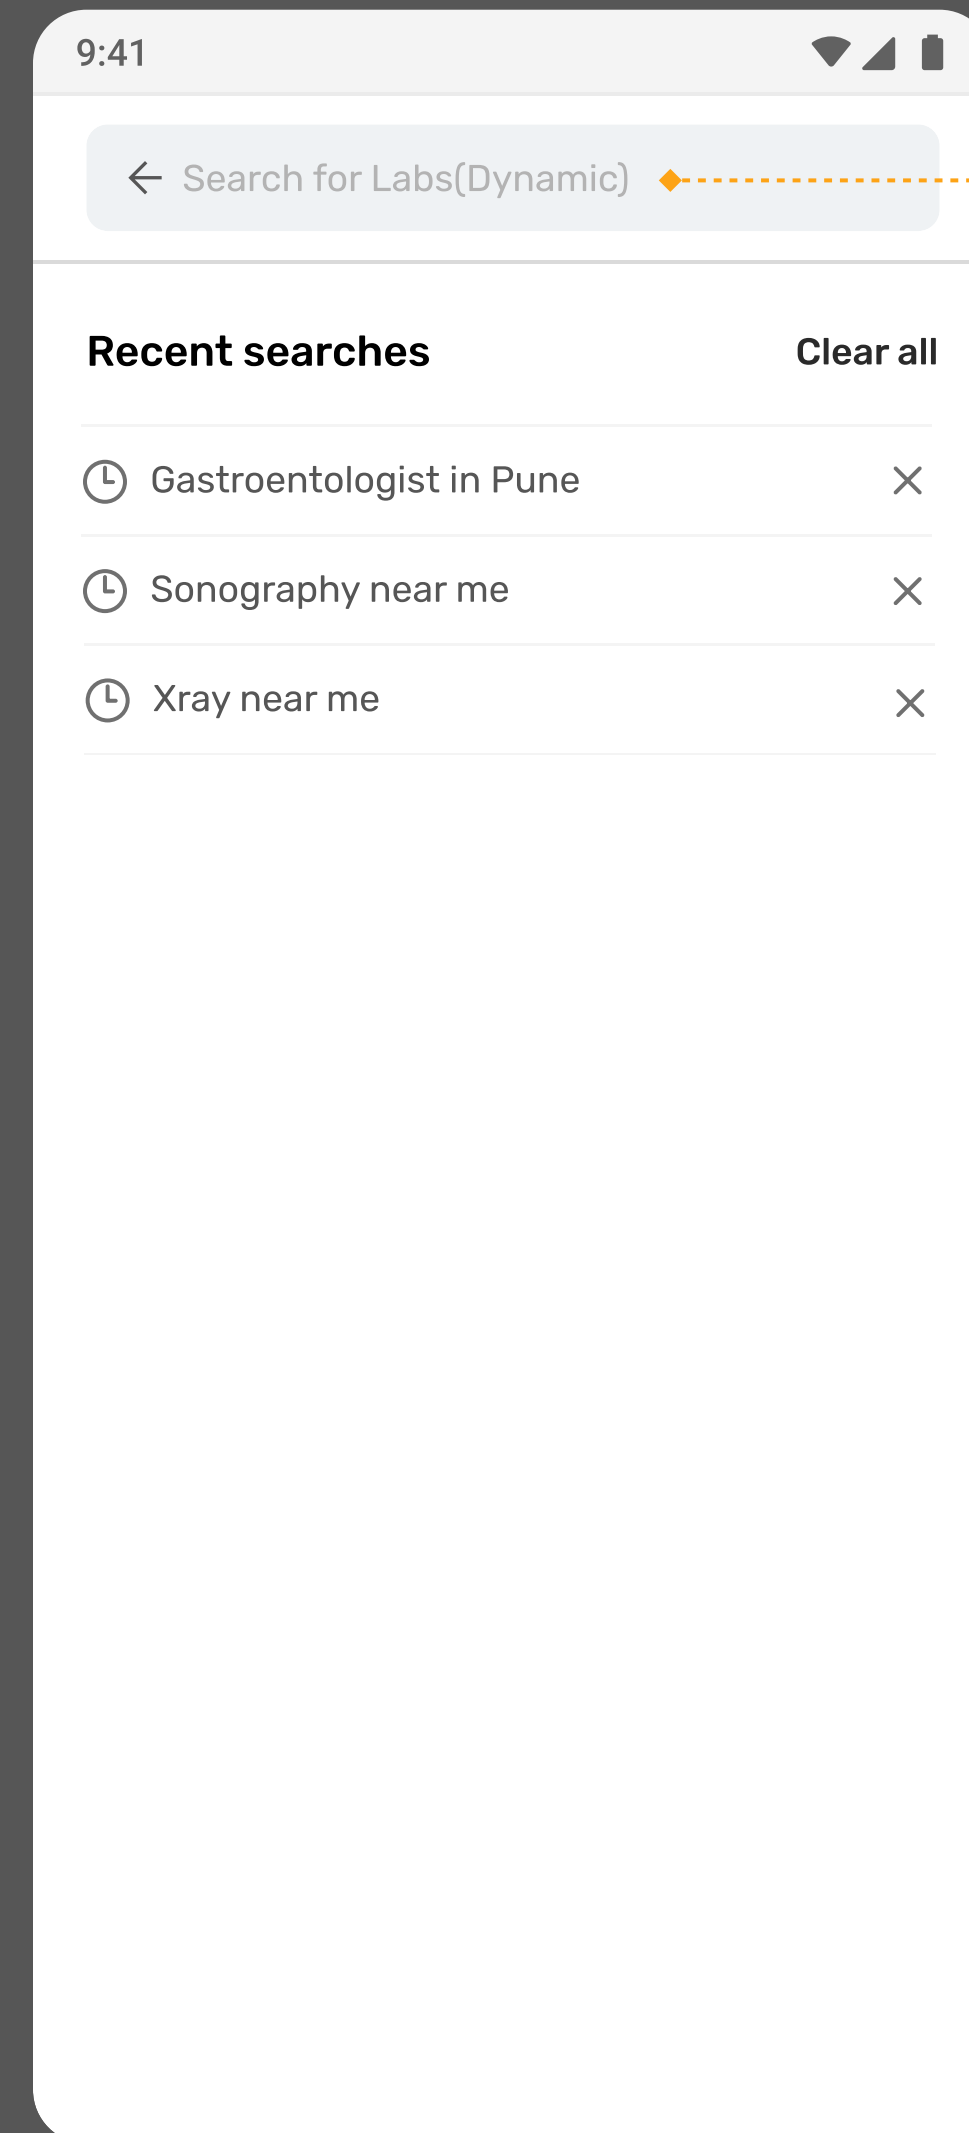 9:41
Search for Labs(Dynamic)
Recent searches
Clear all
Gastroentologist in Pune
Sonography near me
Xray near me